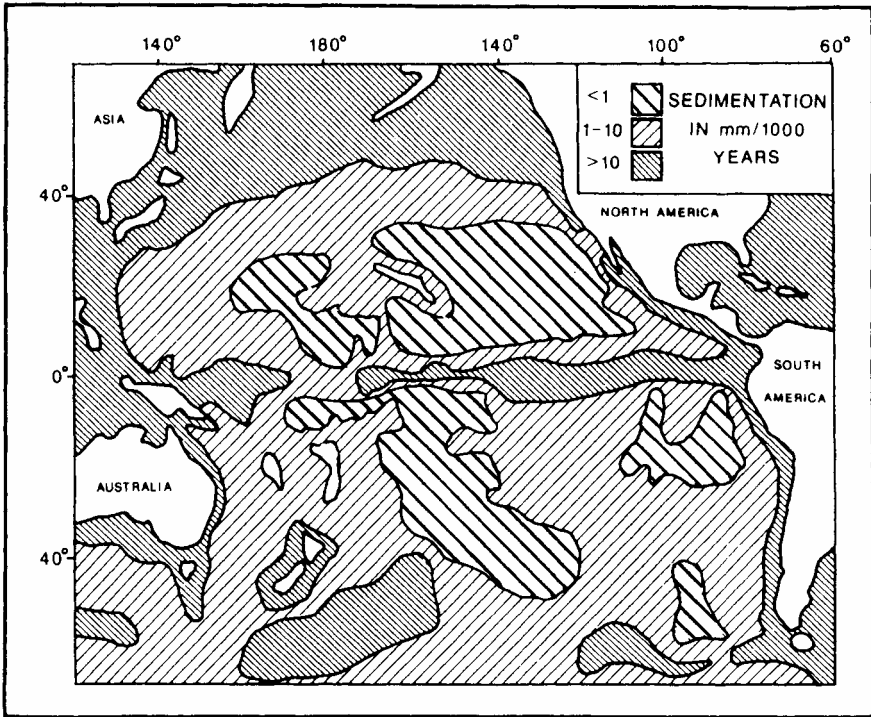 140° 180° 140° 100° 60°
<1 SEDIMENTATION
1-10 IN mm/1000
>10 YEARS
ASIA
40°
NORTH AMERICA
0°
SOUTH
AMERICA
AUSTRALIA
40°